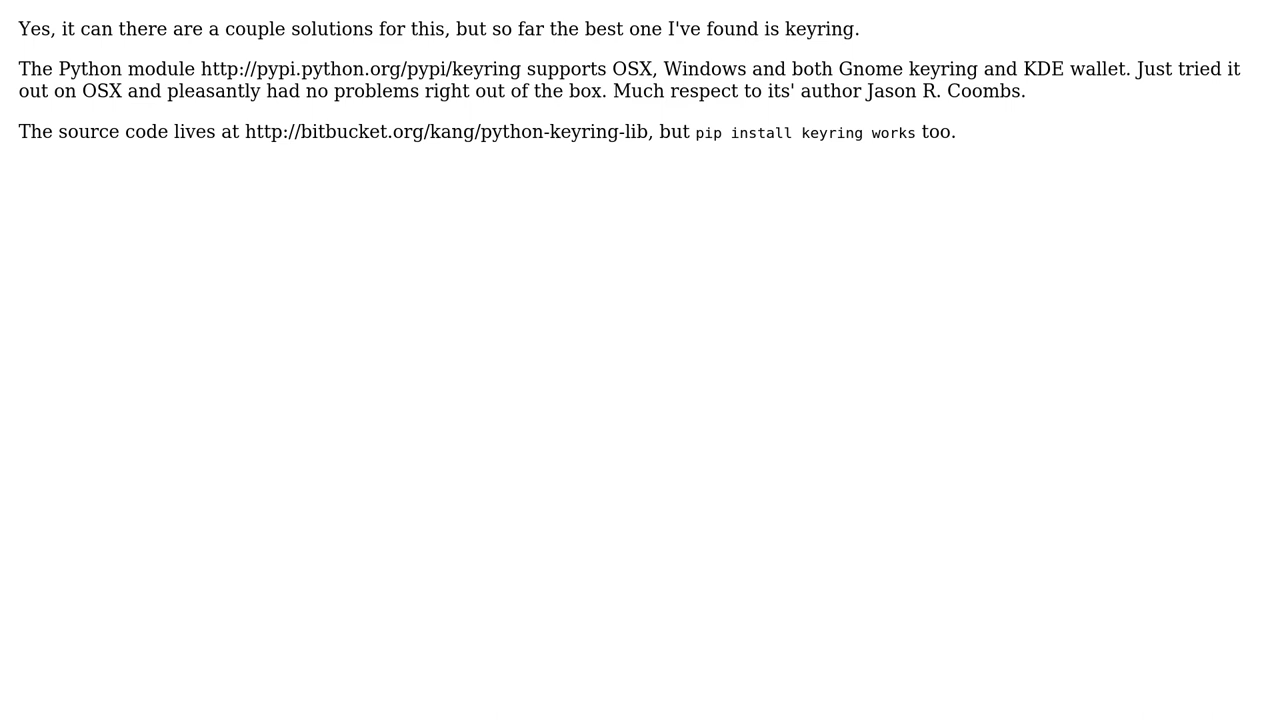 Yes, it can there are a couple solutions for this, but so far the best one I've found is keyring.
The Python module http://pypi.python.org/pypi/keyring supports OSX, Windows and both Gnome keyring and KDE wallet. Just tried it
out on OSX and pleasantly had no problems right out of the box. Much respect to its' author Jason R. Coombs.
The source code lives at http://bitbucket.org/kang/python-keyring-lib, but pip install keyring works too.